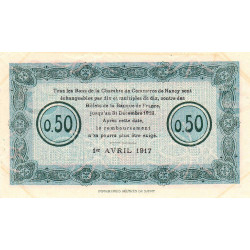 Tous les Bons de la Chambre de Commerce de Nancy sont
échangeables par dix et multiples de dix, contre des
Billets de la Banque de France,
jusqu'au 31 Décembre
Après cette date,
le remboursement
n'en pourra plus être exigé.
0.50
0.50
1er AVRIL 1917